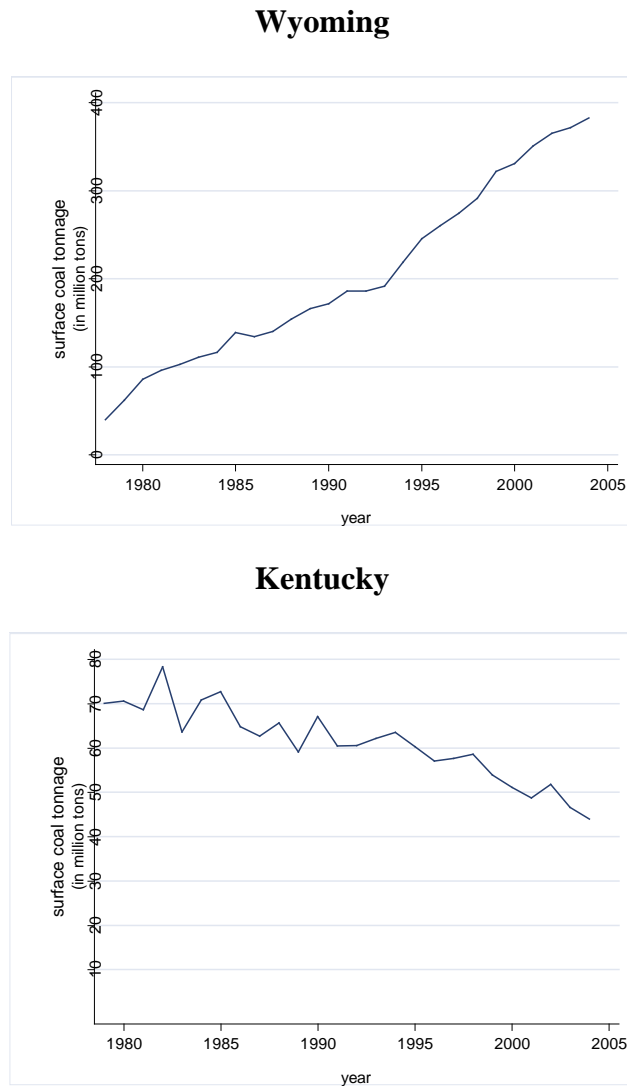 Wyoming
400
300
200
100
0
surface coal tonnage
(in million tons)
1980 1985 1990 1995 2000 2005
year
Kentucky
80
70
60
50
40
30
20
10
surface coal tonnage
(in million tons)
1980 1985 1990 1995 2000 2005
year